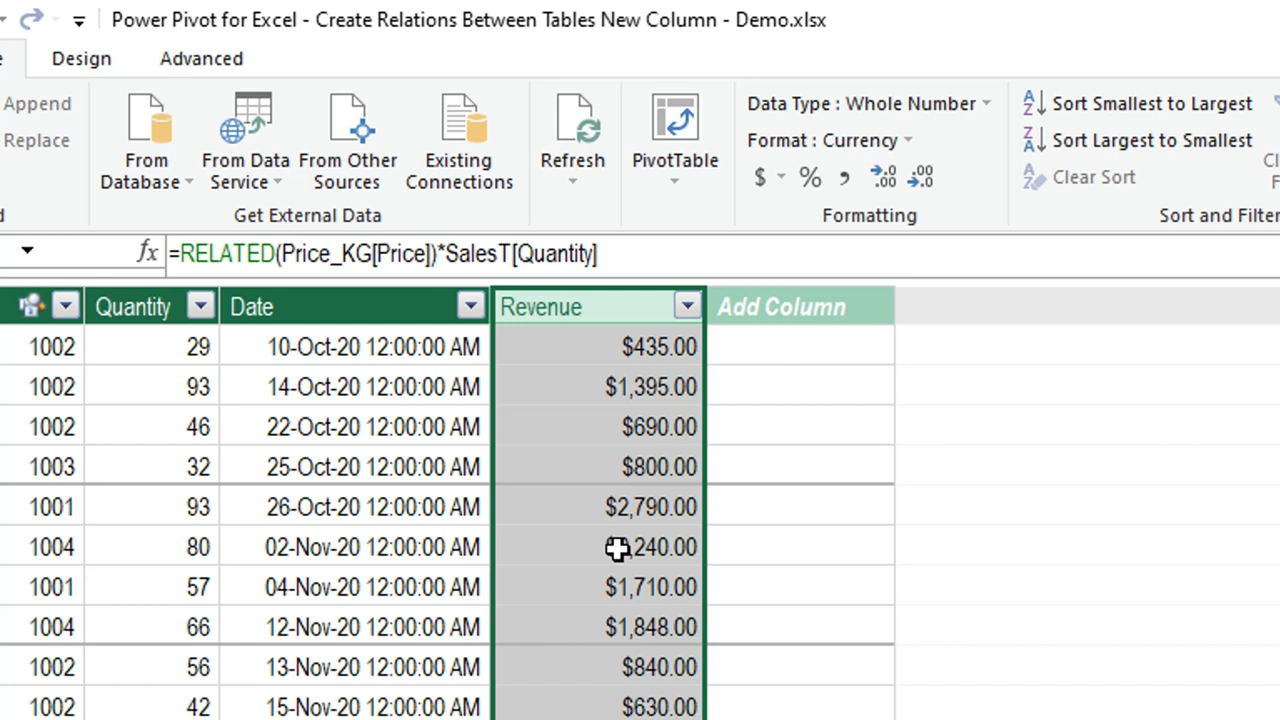 Power Pivot for Excel - Create Relations Between Tables New Column - Demo.xlsx
Design Advanced
Append
Replace
From Database
From Data Service
From Other Sources
Existing Connections
Get External Data
Refresh
PivotTable
Data Type : Whole Number
Format : Currency
$ % , .00 .00
Formatting
Sort Smallest to Largest
Sort Largest to Smallest
Clear Sort
Sort and Filter
fx =RELATED(Price_KG[Price])*SalesT[Quantity]
Quantity Date Revenue Add Column
1002 29 10-Oct-20 12:00:00 AM $435.00
1002 93 14-Oct-20 12:00:00 AM $1,395.00
1002 46 22-Oct-20 12:00:00 AM $690.00
1003 32 25-Oct-20 12:00:00 AM $800.00
1001 93 26-Oct-20 12:00:00 AM $2,790.00
1004 80 02-Nov-20 12:00:00 AM ,240.00
1001 57 04-Nov-20 12:00:00 AM $1,710.00
1004 66 12-Nov-20 12:00:00 AM $1,848.00
1002 56 13-Nov-20 12:00:00 AM $840.00
1002 42 15-Nov-20 12:00:00 AM $630.00